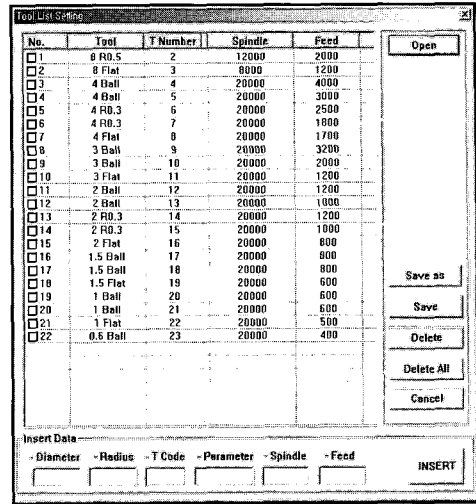 Tool List Setting
No. Tool T Number Spindle Feed
1 8 R0.5 2 12000 2000
2 8 Flat 3 8000 1200
3 4 Ball 4 20000 4000
4 4 Ball 5 20000 3000
5 4 R0.3 6 20000 2500
6 4 R0.3 7 20000 1800
7 4 Flat 8 20000 1700
8 3 Ball 9 20000 3200
9 3 Ball 10 20000 2000
10 3 Flat 11 20000 1200
11 2 Ball 12 20000 1200
12 2 Ball 13 20000 1000
13 2 R0.3 14 20000 1200
14 2 R0.3 15 20000 1000
15 2 Flat 16 20000 800
16 1.5 Ball 17 20000 800
17 1.5 Ball 18 20000 800
18 1.5 Flat 19 20000 600
19 1 Ball 20 20000 600
20 1 Ball 21 20000 600
21 1 Flat 22 20000 500
22 0.6 Ball 23 20000 400
Open
Save as
Save
Delete
Delete All
Cancel
Insert Data
- Diameter - Radius - T Code - Parameter - Spindle - Feed
INSERT